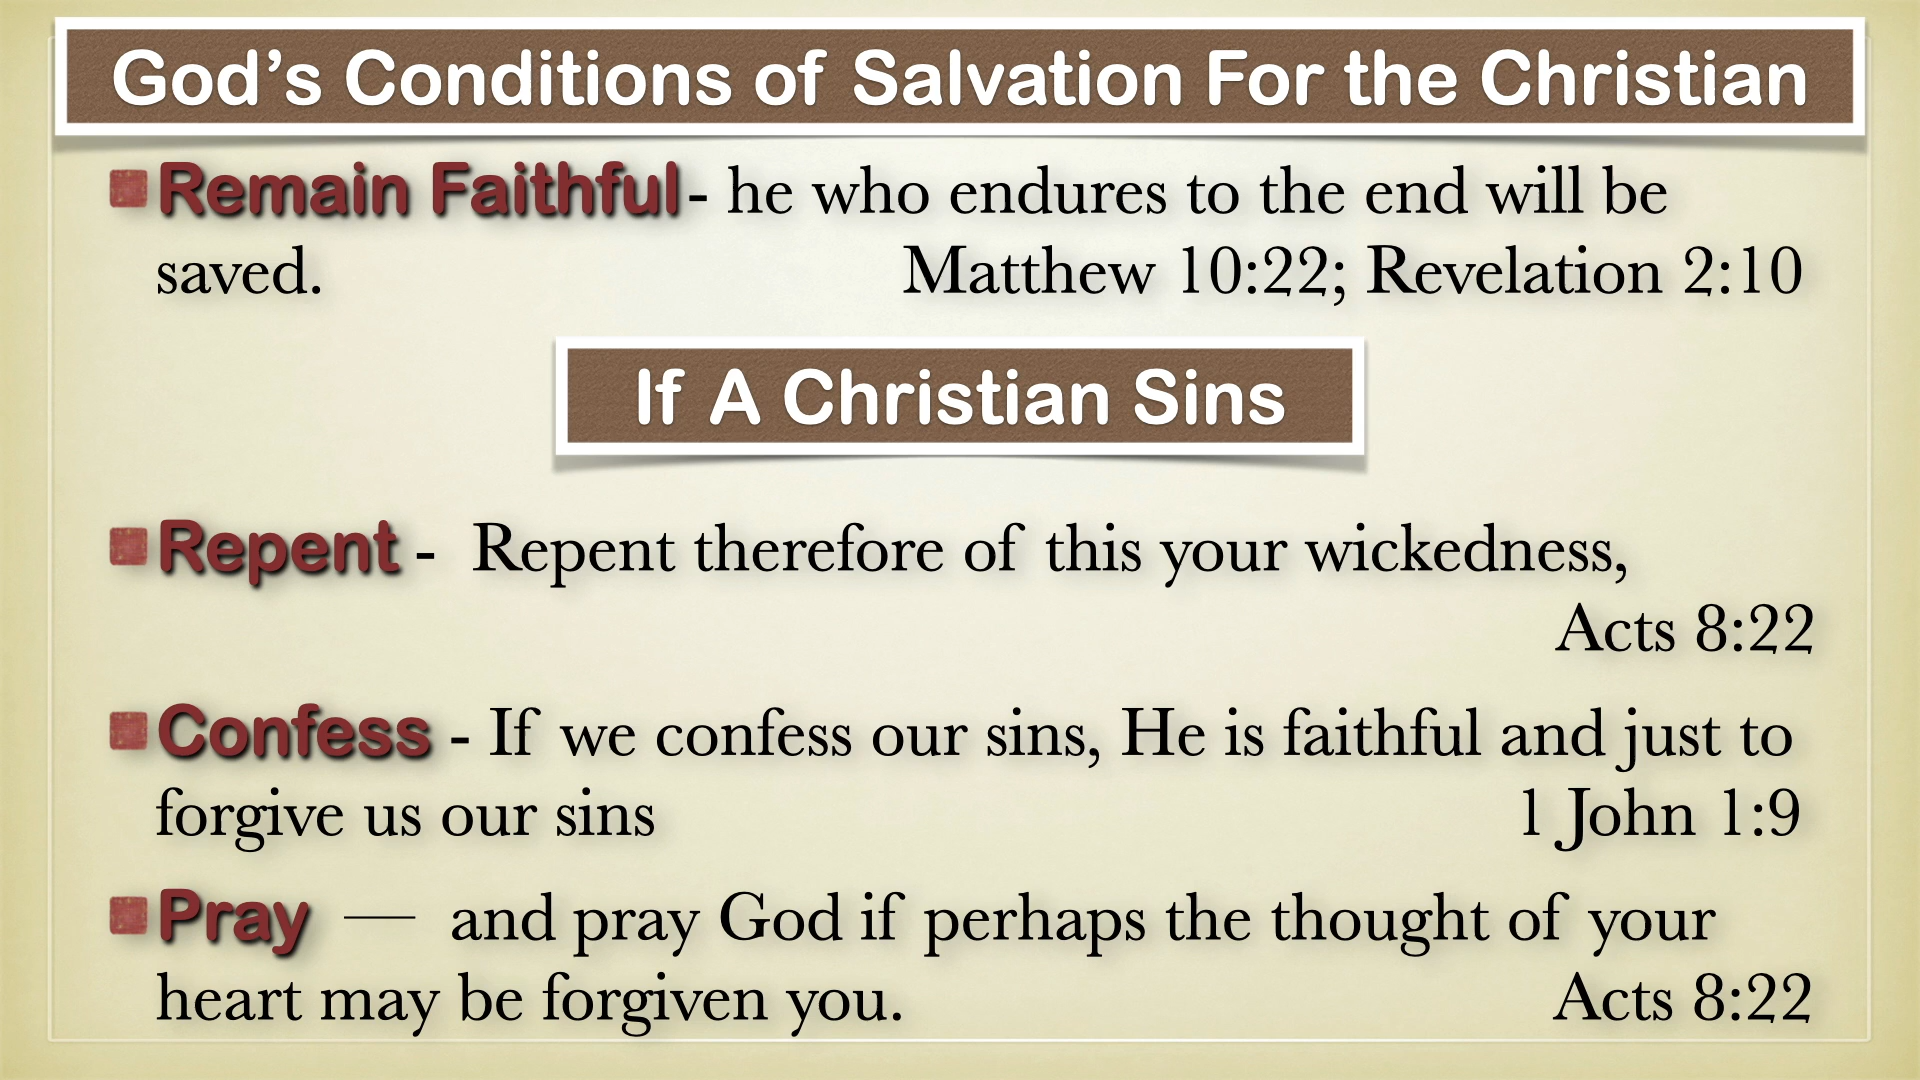 God’s Conditions of Salvation For the Christian
Remain Faithful - he who endures to the end will be
saved. Matthew 10:22; Revelation 2:10
If A Christian Sins
Repent - Repent therefore of this your wickedness,
Acts 8:22
Confess - If we confess our sins, He is faithful and just to
forgive us our sins 1 John 1:9
Pray — and pray God if perhaps the thought of your
heart may be forgiven you. Acts 8:22